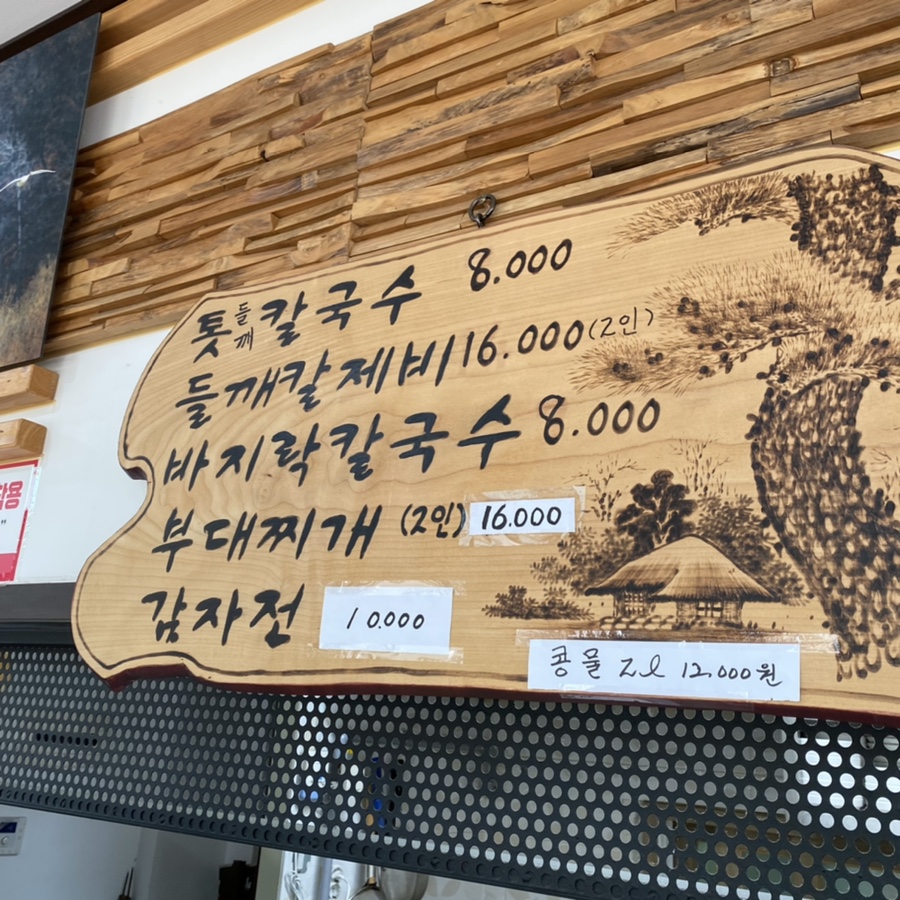 톳들깨칼국수 8.000
들깨칼제비 16.000(2인)
바지락칼국수 8.000
부대찌개 (2인) 16.000
감자전 10.000
콩물 12.000원
작용